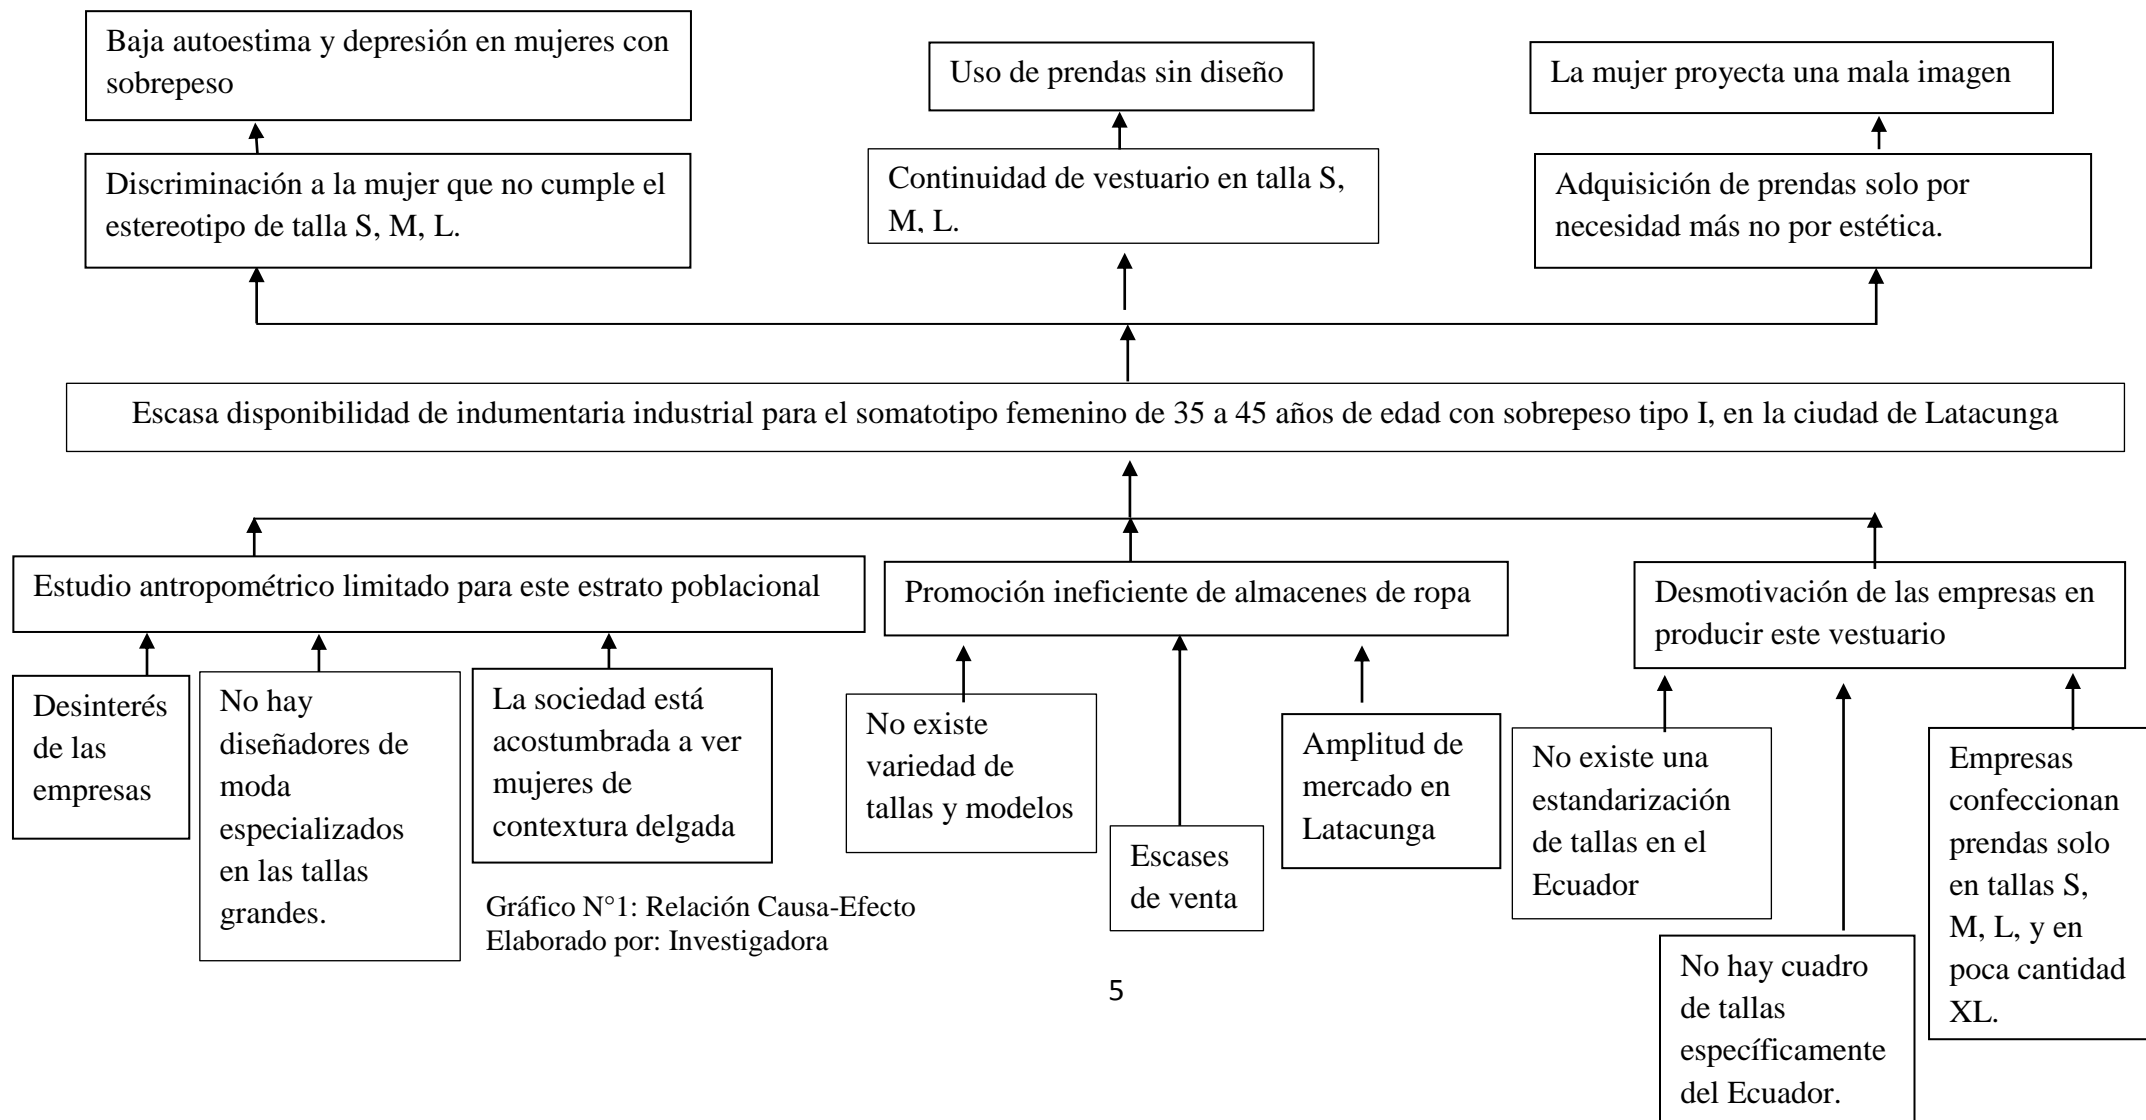 Baja autoestima y depresión en mujeres con
sobrepeso
Uso de prendas sin diseño
La mujer proyecta una mala imagen
Discriminación a la mujer que no cumple el
estereotipo de talla S, M, L.
Continuidad de vestuario en talla S,
M, L.
Adquisición de prendas solo por
necesidad más no por estética.
Escasa disponibilidad de indumentaria industrial para el somatotipo femenino de 35 a 45 años de edad con sobrepeso tipo I, en la ciudad de Latacunga
Estudio antropométrico limitado para este estrato poblacional
Promoción ineficiente de almacenes de ropa
Desmotivación de las empresas en
producir este vestuario
Desinterés
de las
empresas
No hay
diseñadores de
moda
especializados
en las tallas
grandes.
La sociedad está
acostumbrada a ver
mujeres de
contextura delgada
No existe
variedad de
tallas y modelos
Escases
de venta
Amplitud de
mercado en
Latacunga
No existe una
estandarización
de tallas en el
Ecuador
No hay cuadro
de tallas
específicamente
del Ecuador.
Empresas
confeccionan
prendas solo
en tallas S,
M, L, y en
poca cantidad
XL.
Gráfico N°1: Relación Causa-Efecto
Elaborado por: Investigadora
5